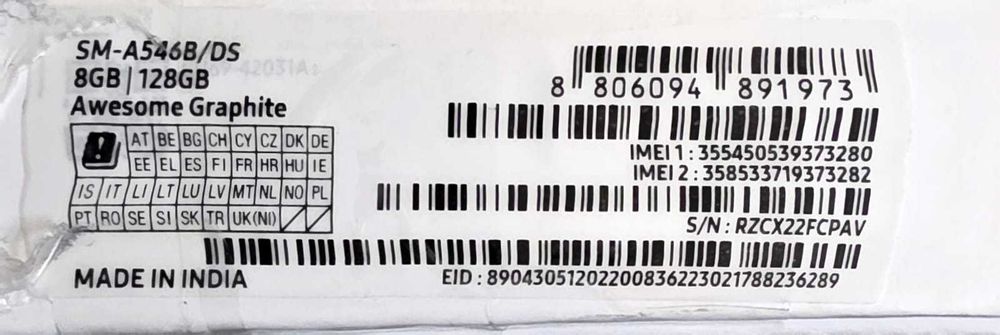 SM-A546B/DS
8GB | 128GB
Awesome Graphite
AT BE BG CH CY CZ DK DE
EE EL ES FI FR HR HU IE
IS IT LI LT LU LV MT NL NO PL
PT RO SE SI SK TR UK(NI)
MADE IN INDIA
8 806094 891973
IMEI 1 : 355450539373280
IMEI 2 : 358533719373282
S/N : RZCX22FCPAV
EID : 89043051202200836223021788236289